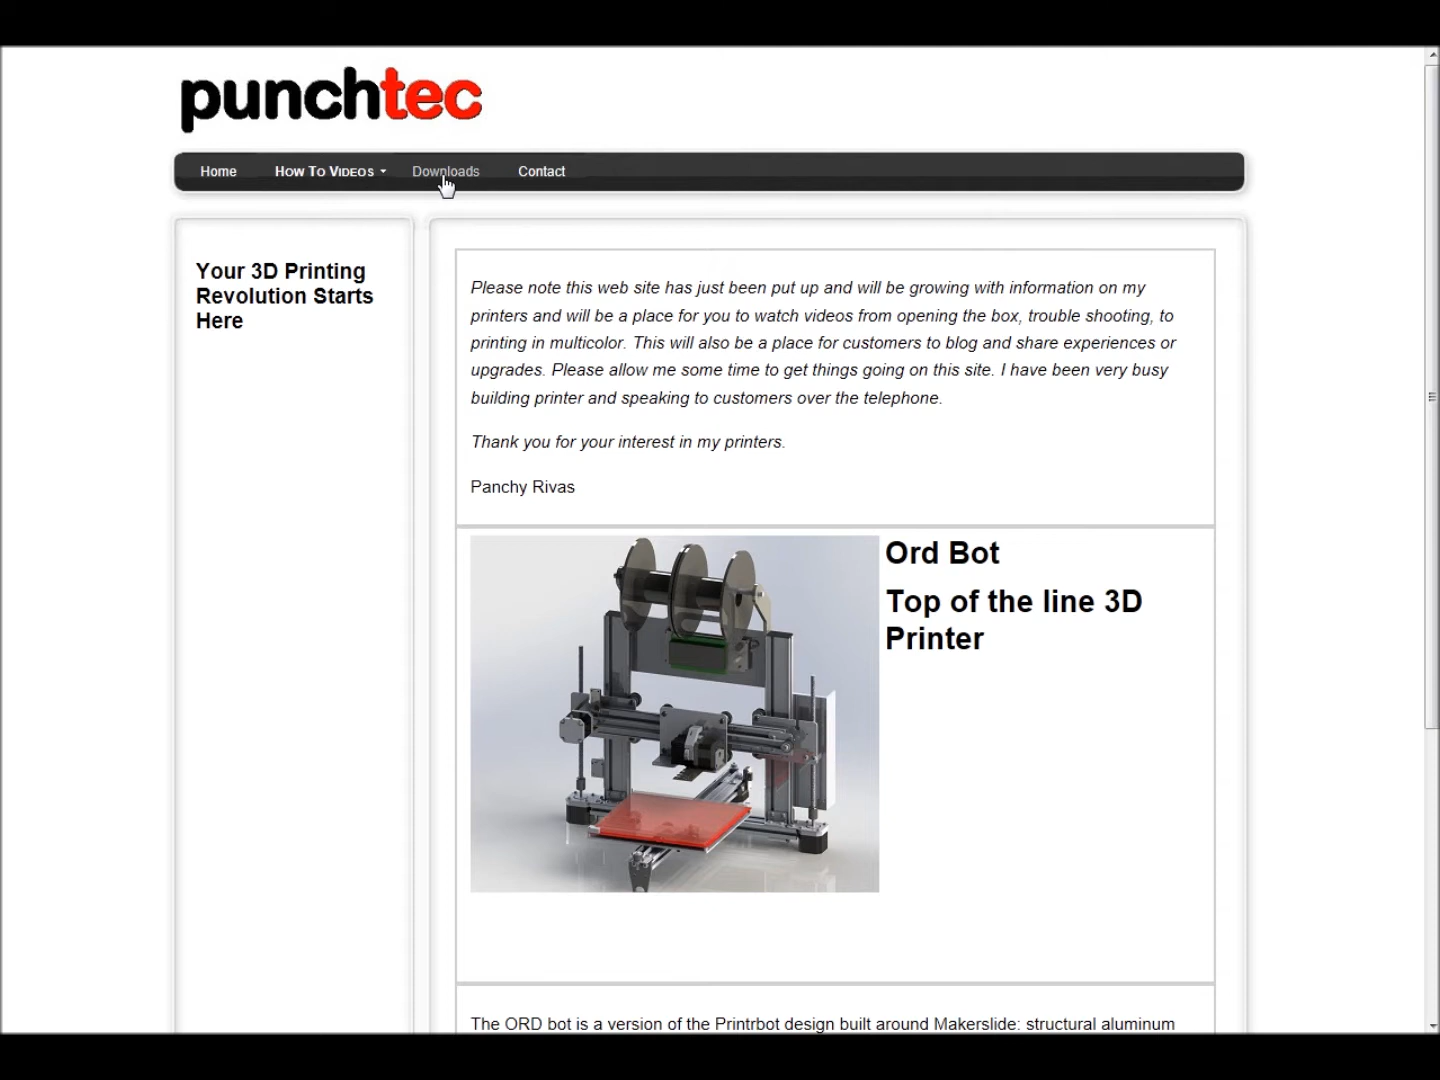 punchtec
Home How To Videos Downloads Contact
Your 3D Printing
Revolution Starts
Here
Please note this web site has just been put up and will be growing with information on my
printers and will be a place for you to watch videos from opening the box, trouble shooting, to
printing in multicolor. This will also be a place for customers to blog and share experiences or
upgrades. Please allow me some time to get things going on this site. I have been very busy
building printer and speaking to customers over the telephone.
Thank you for your interest in my printers.
Panchy Rivas
Ord Bot
Top of the line 3D
Printer
The ORD bot is a version of the Printrbot design built around Makerslide: structural aluminum